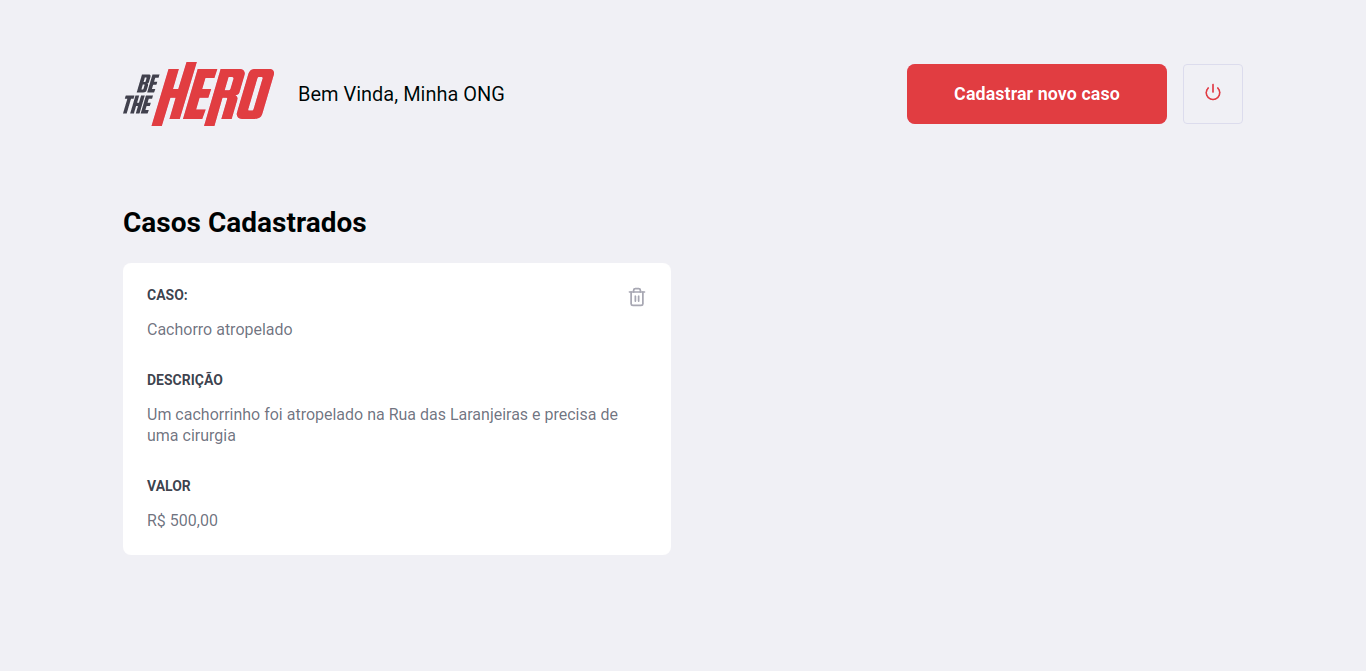 BE
THE HERO
Bem Vinda, Minha ONG
Cadastrar novo caso
Casos Cadastrados
CASO:
Cachorro atropelado
DESCRIÇÃO
Um cachorrinho foi atropelado na Rua das Laranjeiras e precisa de
uma cirurgia
VALOR
R$ 500,00